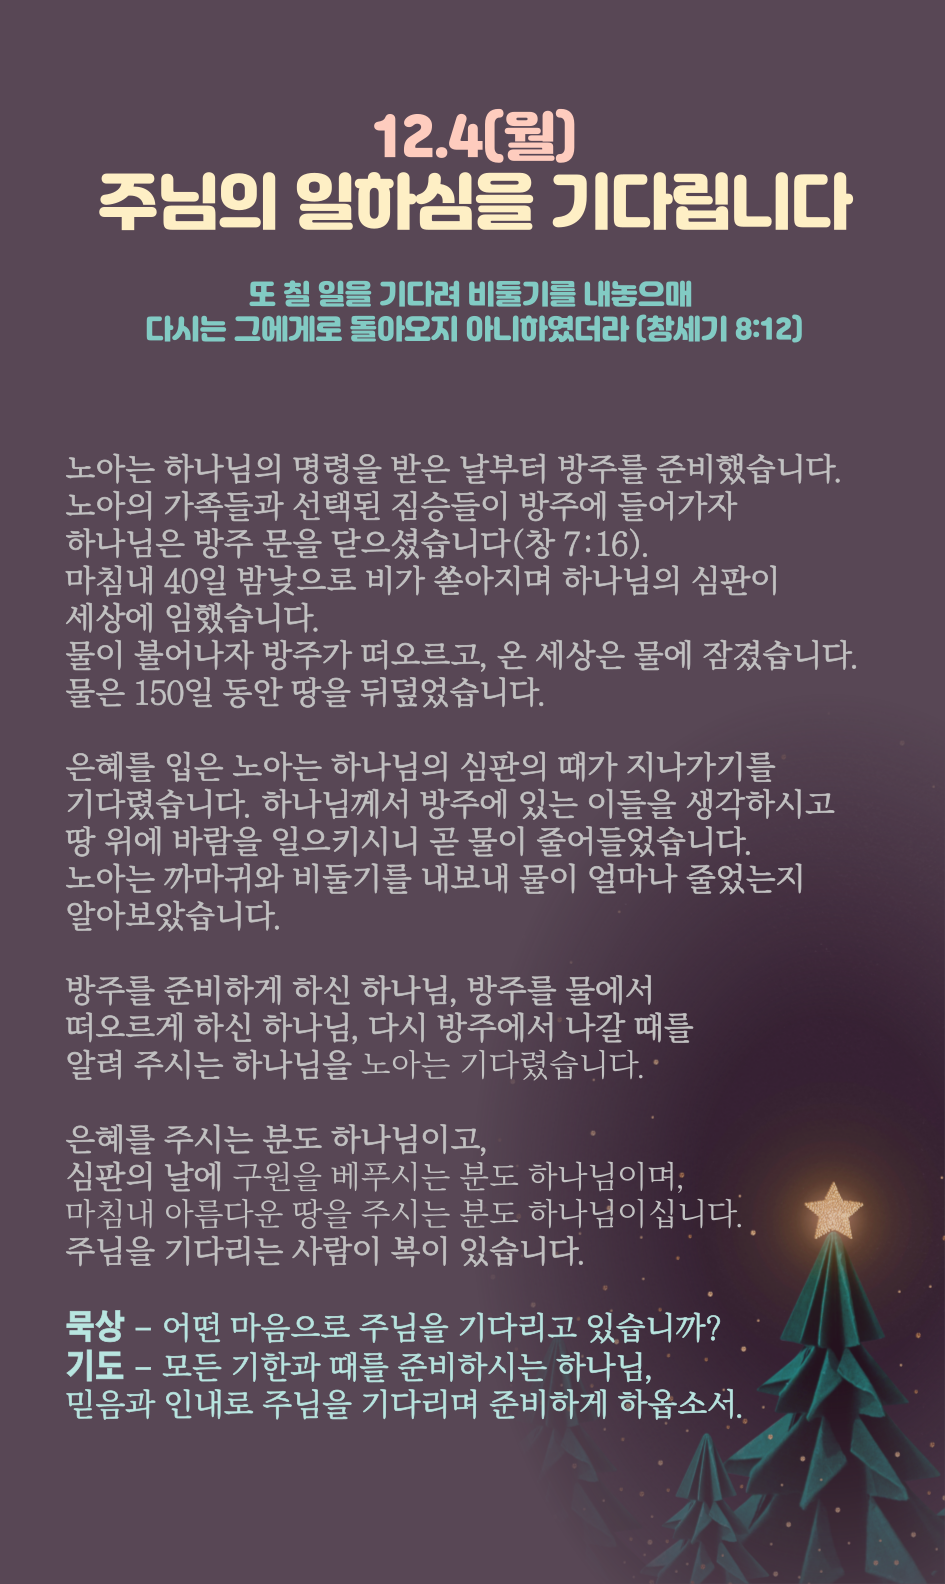 12.4(월)
주님의 일하심을 기다립니다
또 칠 일을 기다려 비둘기를 내놓으매
다시는 그에게로 돌아오지 아니하였더라 (창세기 8:12)
노아는 하나님의 명령을 받은 날부터 방주를 준비했습니다.
노아의 가족들과 선택된 짐승들이 방주에 들어가자
하나님은 방주 문을 닫으셨습니다(창 7:16).
마침내 40일 밤낮으로 비가 쏟아지며 하나님의 심판이
세상에 임했습니다.
물이 불어나자 방주가 떠오르고, 온 세상은 물에 잠겼습니다.
물은 150일 동안 땅을 뒤덮었습니다.
은혜를 입은 노아는 하나님의 심판의 때가 지나가기를
기다렸습니다. 하나님께서 방주에 있는 이들을 생각하시고
땅 위에 바람을 일으키시니 곧 물이 줄어들었습니다.
노아는 까마귀와 비둘기를 내보내 물이 얼마나 줄었는지
알아보았습니다.
방주를 준비하게 하신 하나님, 방주를 물에서
떠오르게 하신 하나님, 다시 방주에서 나갈 때를
알려 주시는 하나님을 노아는 기다렸습니다.
은혜를 주시는 분도 하나님이고,
심판의 날에 구원을 베푸시는 분도 하나님이며,
마침내 아름다운 땅을 주시는 분도 하나님이십니다.
주님을 기다리는 사람이 복이 있습니다.
묵상 – 어떤 마음으로 주님을 기다리고 있습니까?
기도 – 모든 기한과 때를 준비하시는 하나님,
믿음과 인내로 주님을 기다리며 준비하게 하옵소서.